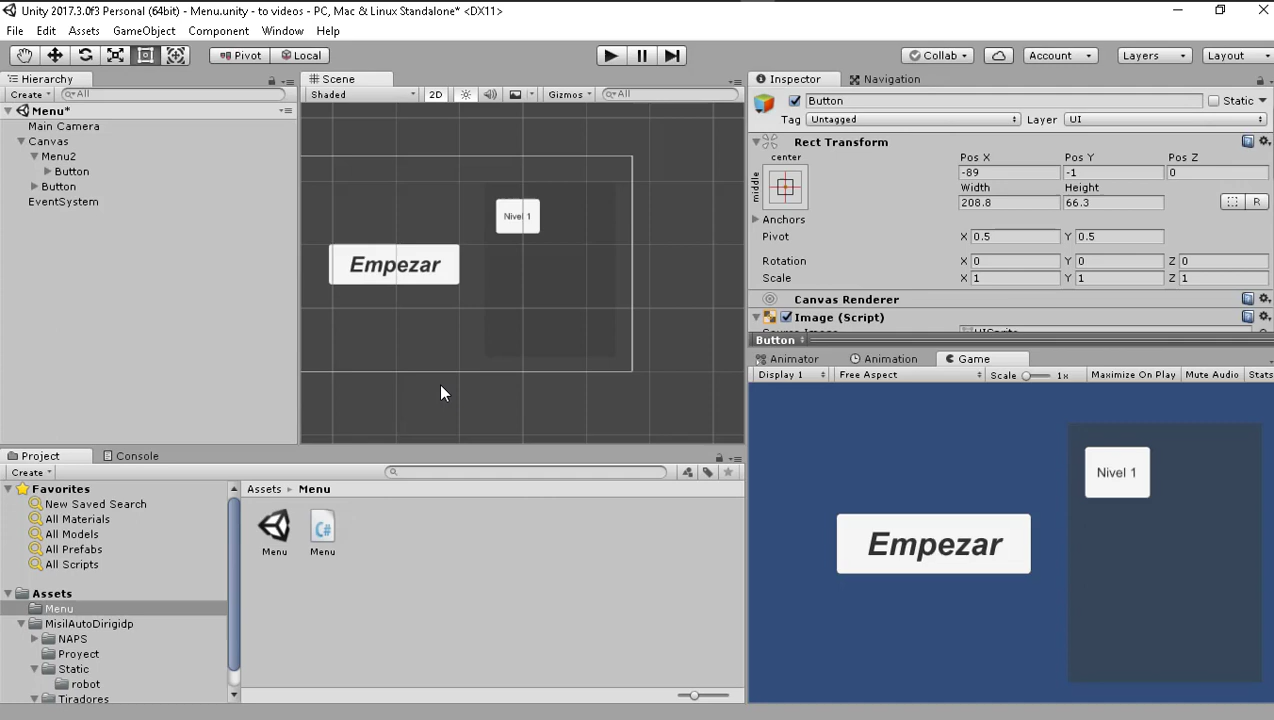 Unity 2017.3.0f3 Personal (64bit) - Menu.unity - to videos - PC, Mac & Linux Standalone* <DX11>
File Edit Assets GameObject Component Window Help
Pivot Local Collab Account Layers Layout
Hierarchy
Create All
Menu*
Main Camera
Canvas
Menu2
Button
Button
EventSystem
Scene
Shaded 2D Gizmos All
Nivel 1
Empezar
Inspector Navigation
Button Static
Tag Untagged Layer UI
Rect Transform
center Pos X Pos Y Pos Z
middle -89 -1 0
Width Height
208.8 66.3 R
Anchors
Pivot X 0.5 Y 0.5
Rotation X 0 Y 0 Z 0
Scale X 1 Y 1 Z 1
Canvas Renderer
Image (Script)
Button
Animator Animation Game
Display 1 Free Aspect Scale 1x Maximize On Play Mute Audio Stats
Nivel 1
Empezar
Project Console
Create
Favorites
New Saved Search
All Materials
All Models
All Prefabs
All Scripts
Assets
Menu
MisilAutoDirigidp
NAPS
Proyect
Static
robot
Tiradores
Assets Menu
C#
Menu Menu